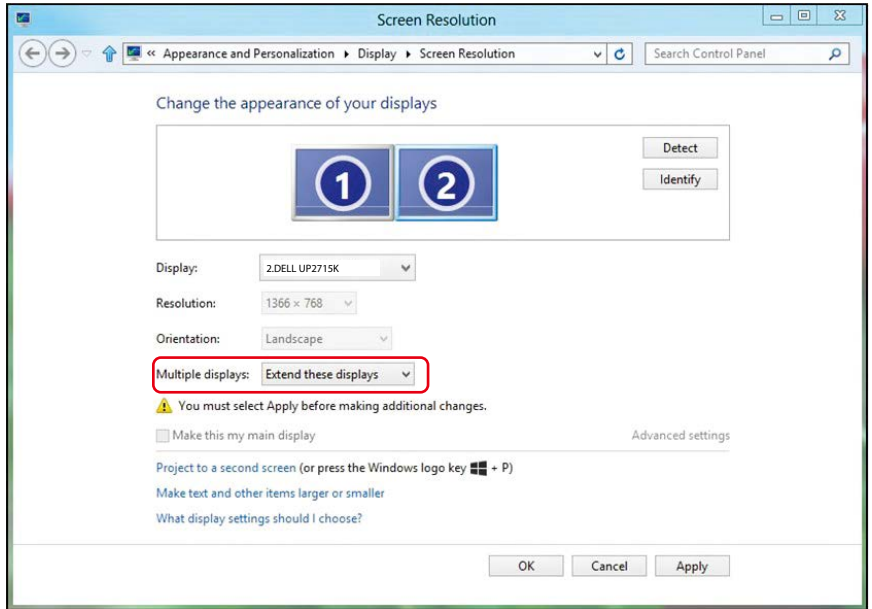 Screen Resolution
« Appearance and Personalization ▸ Display ▸ Screen Resolution
Search Control Panel
Change the appearance of your displays
1 2
Detect
Identify
Display: 2.DELL UP2715K
Resolution: 1366 × 768
Orientation: Landscape
Multiple displays: Extend these displays
You must select Apply before making additional changes.
Make this my main display
Advanced settings
Project to a second screen (or press the Windows logo key + P)
Make text and other items larger or smaller
What display settings should I choose?
OK Cancel Apply